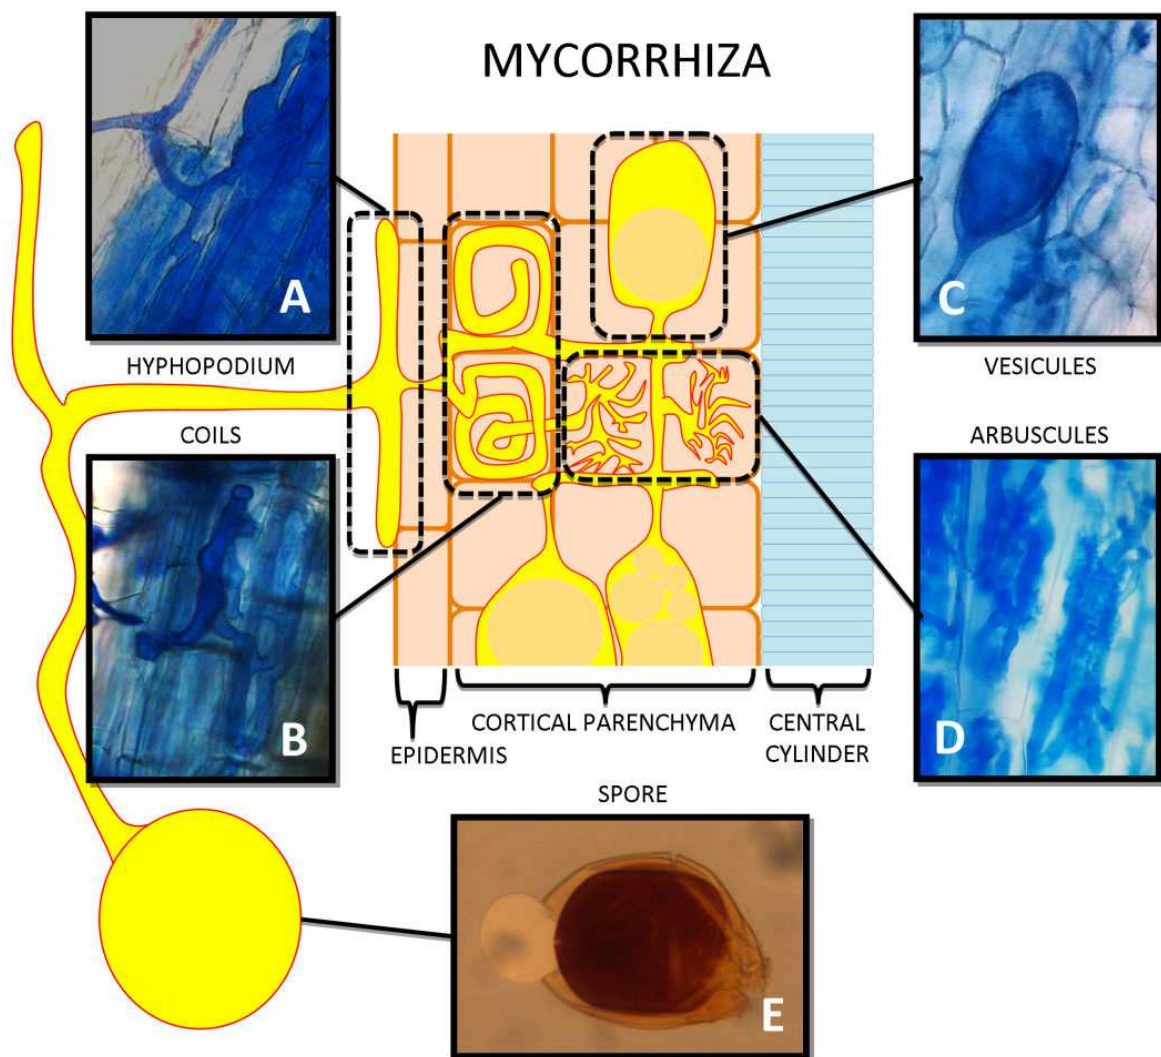 MYCORRHIZA
A
HYPHOPODIUM
C
VESICULES
COILS
B
ARBUSCULES
D
EPIDERMIS
CORTICAL PARENCHYMA
CENTRAL
CYLINDER
SPORE
E